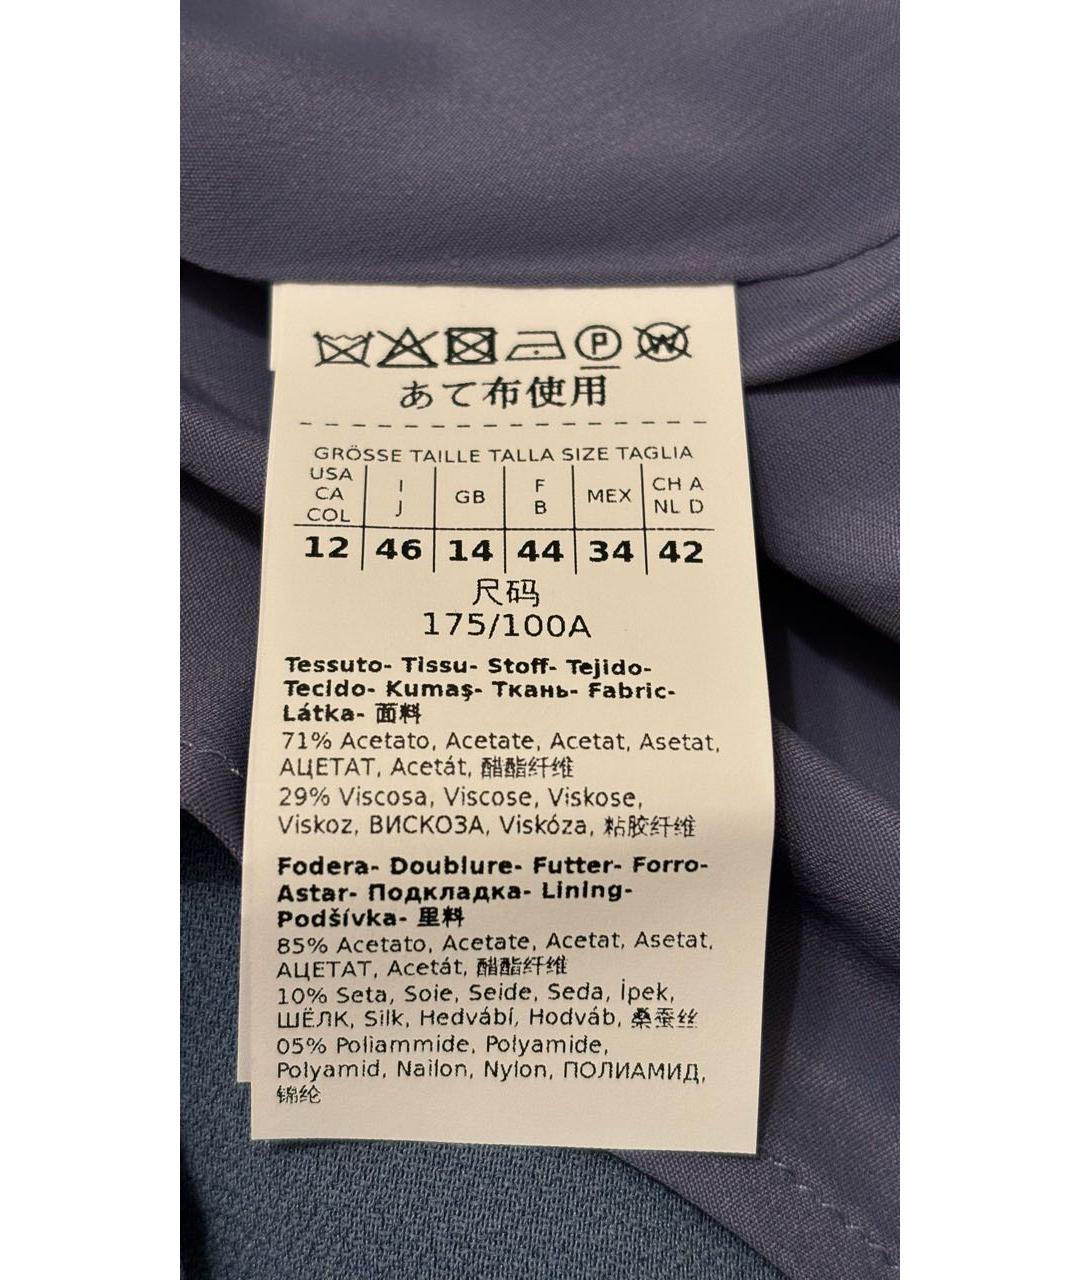 P W
あて布使用
GRÖSSE TAILLE TALLA SIZE TAGLIA
USA CA COL I J GB F B MEX CH A NL D
12 46 14 44 34 42
尺码
175/100A
Tessuto- Tissu- Stoff- Tejido-
Tecido- Kumaş- Ткань- Fabric-
Látka- 面料
71% Acetato, Acetate, Acetat, Asetat,
АЦЕТАТ, Acetát, 醋酯纤维
29% Viscosa, Viscose, Viskose,
Viskoz, ВИСКОЗА, Viskóza, 粘胶纤维
Fodera- Doublure- Futter- Forro-
Astar- Подкладка- Lining-
Podšívka- 里料
85% Acetato, Acetate, Acetat, Asetat,
АЦЕТАТ, Acetát, 醋酯纤维
10% Seta, Soie, Seide, Seda, İpek,
ШЁЛК, Silk, Hedvábí, Hodváb, 桑蚕丝
05% Poliammide, Polyamide,
Polyamid, Nailon, Nylon, ПОЛИАМИД,
锦纶